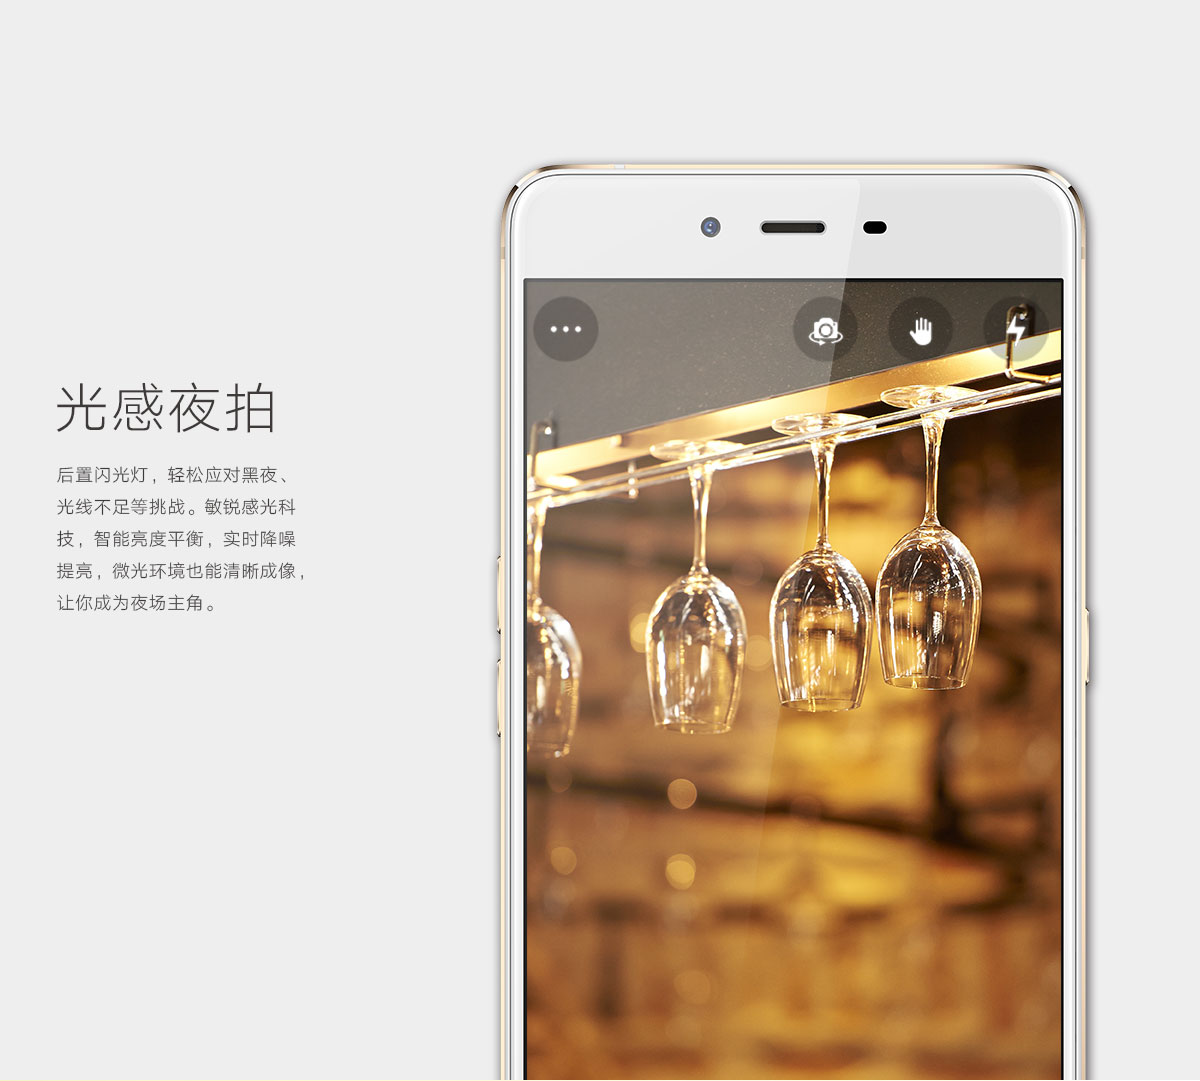 光感夜拍
后置闪光灯，轻松应对黑夜、
光线不足等挑战。敏锐感光科
技，智能亮度平衡，实时降噪
提亮，微光环境也能清晰成像，
让你成为夜场主角。